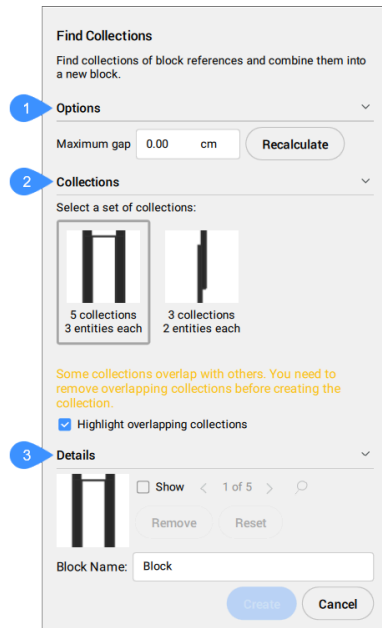 Find Collections
Find collections of block references and combine them into
a new block.
1
Options
Maximum gap 0.00 cm Recalculate
2
Collections
Select a set of collections:
5 collections 3 collections
3 entities each 2 entities each
Some collections overlap with others. You need to
remove overlapping collections before creating the
collection.
Highlight overlapping collections
3
Details
Show < 1 of 5 >
Remove Reset
Block Name: Block
Create Cancel